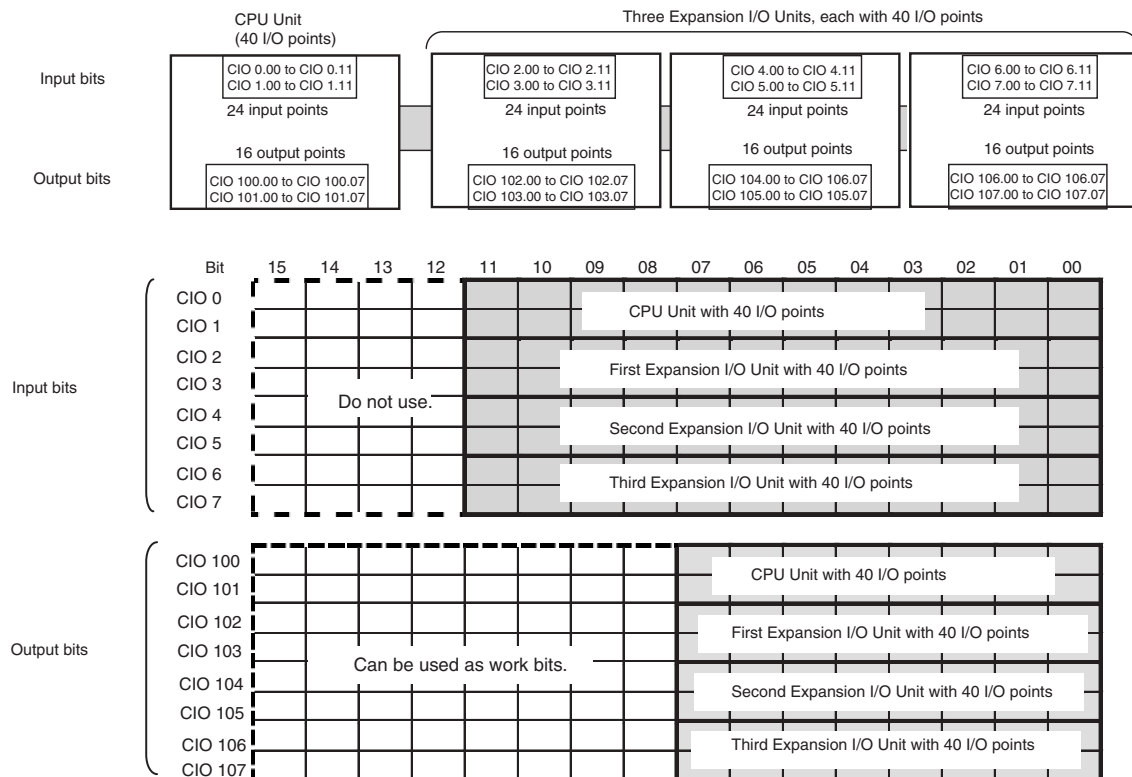 CPU Unit
(40 I/O points)
Three Expansion I/O Units, each with 40 I/O points
Input bits
CIO 0.00 to CIO 0.11
CIO 1.00 to CIO 1.11
24 input points
CIO 2.00 to CIO 2.11
CIO 3.00 to CIO 3.11
24 input points
CIO 4.00 to CIO 4.11
CIO 5.00 to CIO 5.11
24 input points
CIO 6.00 to CIO 6.11
CIO 7.00 to CIO 7.11
24 input points
Output bits
16 output points
CIO 100.00 to CIO 100.07
CIO 101.00 to CIO 101.07
16 output points
CIO 102.00 to CIO 102.07
CIO 103.00 to CIO 103.07
16 output points
CIO 104.00 to CIO 106.07
CIO 105.00 to CIO 105.07
16 output points
CIO 106.00 to CIO 106.07
CIO 107.00 to CIO 107.07
Bit 15 14 13 12 11 10 09 08 07 06 05 04 03 02 01 00
Input bits
CIO 0
CIO 1
CIO 2
CIO 3
CIO 4
CIO 5
CIO 6
CIO 7
Do not use.
CPU Unit with 40 I/O points
First Expansion I/O Unit with 40 I/O points
Second Expansion I/O Unit with 40 I/O points
Third Expansion I/O Unit with 40 I/O points
Output bits
CIO 100
CIO 101
CIO 102
CIO 103
CIO 104
CIO 105
CIO 106
CIO 107
Can be used as work bits.
CPU Unit with 40 I/O points
First Expansion I/O Unit with 40 I/O points
Second Expansion I/O Unit with 40 I/O points
Third Expansion I/O Unit with 40 I/O points